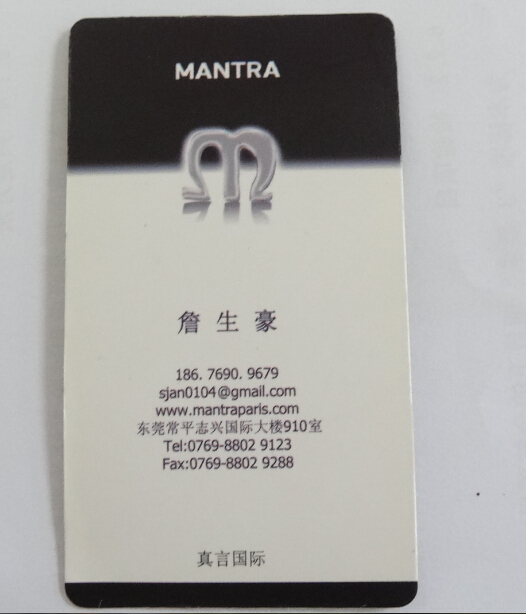 MANTRA
詹生豪
186. 7690. 9679
sjan0104@gmail.com
www.mantraparis.com
东莞常平志兴国际大楼910室
Tel:0769-8802 9123
Fax:0769-8802 9288
真言国际